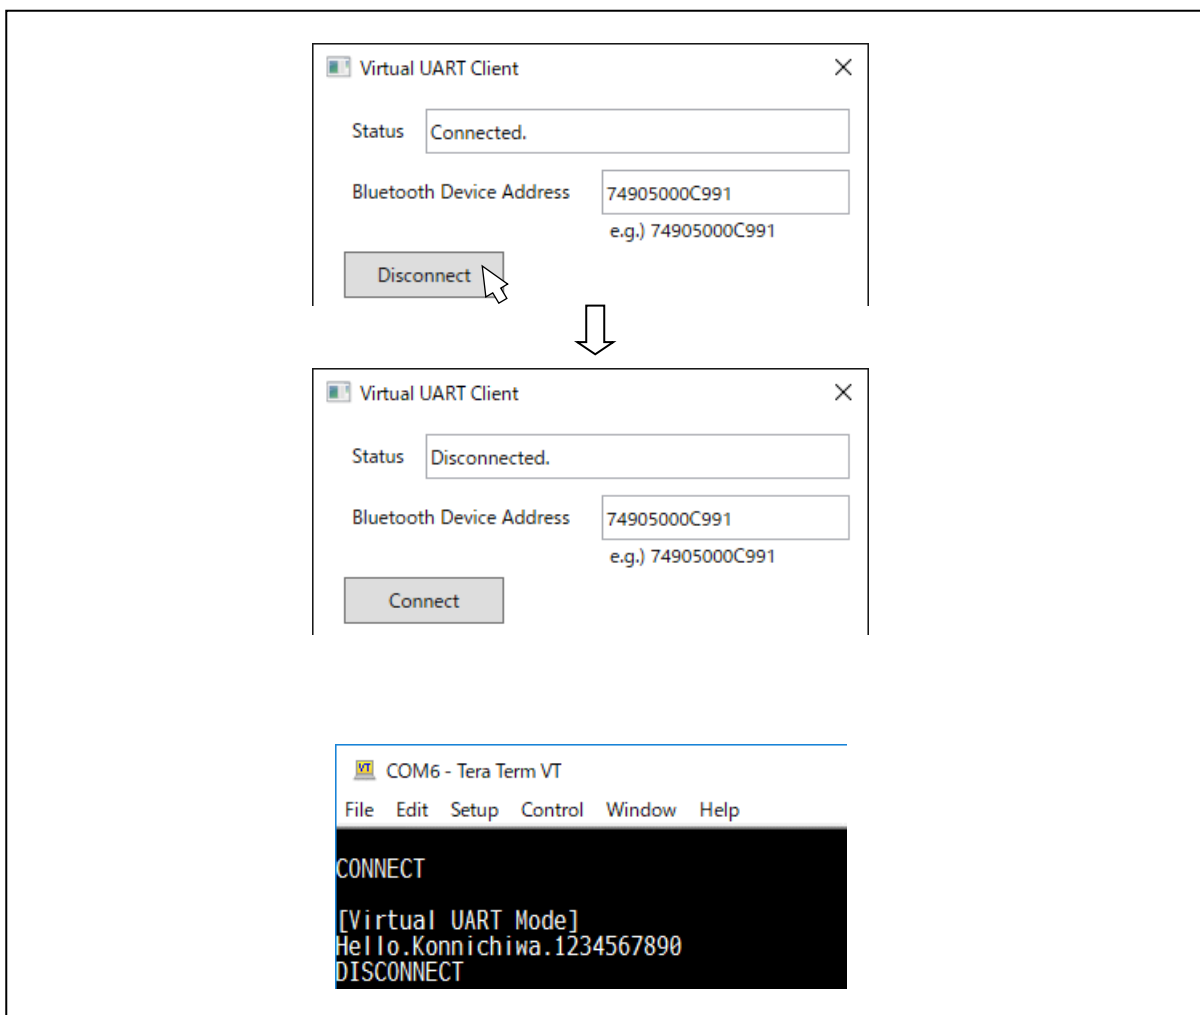 Virtual UART Client
Status Connected.
Bluetooth Device Address 74905000C991
e.g.) 74905000C991
Disconnect
Virtual UART Client
Status Disconnected.
Bluetooth Device Address 74905000C991
e.g.) 74905000C991
Connect
VT COM6 - Tera Term VT
File Edit Setup Control Window Help
CONNECT
[Virtual UART Mode]
Hello.Konnichiwa.1234567890
DISCONNECT